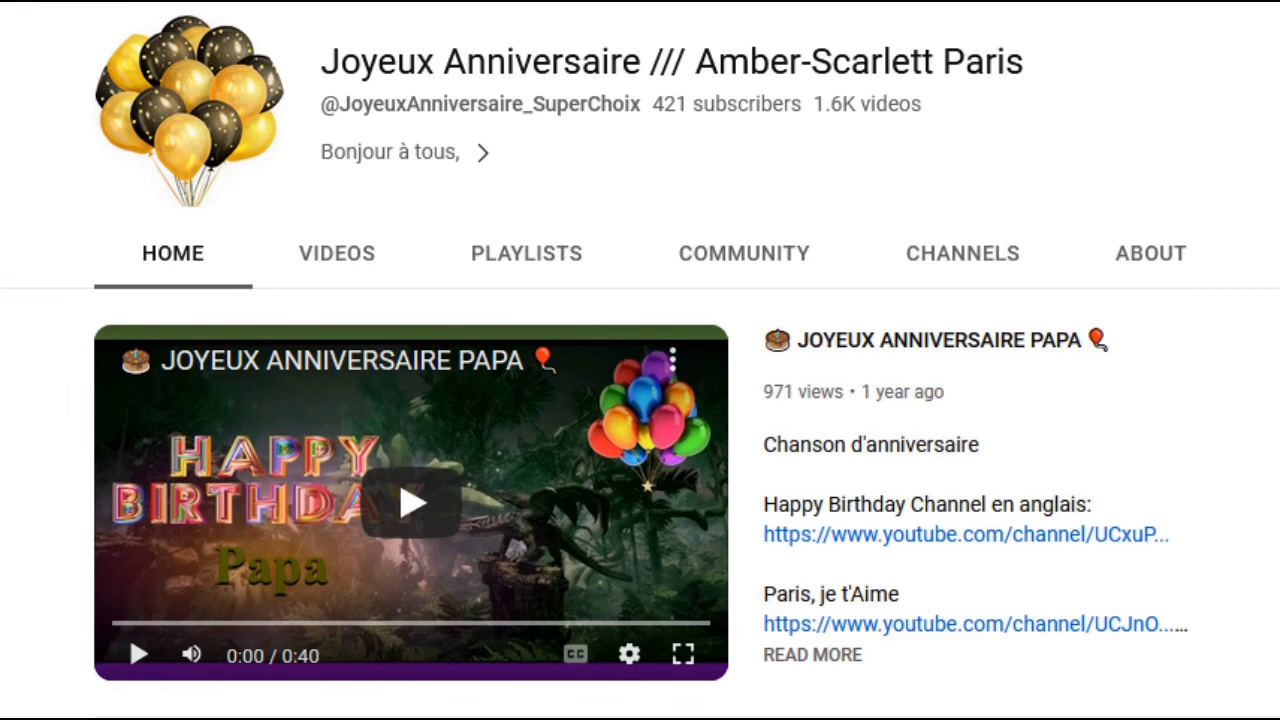 Joyeux Anniversaire /// Amber-Scarlett Paris
@JoyeuxAnniversaire_SuperChoix 421 subscribers 1.6K videos
Bonjour à tous,
HOME VIDEOS PLAYLISTS COMMUNITY CHANNELS ABOUT
🎂 JOYEUX ANNIVERSAIRE PAPA 🎈
HAPPY
BIRTHDAY
Papa
0:00 / 0:40
CC
🎂 JOYEUX ANNIVERSAIRE PAPA 🎈
971 views • 1 year ago
Chanson d'anniversaire
Happy Birthday Channel en anglais:
https://www.youtube.com/channel/UCxuP...
Paris, je t'Aime
https://www.youtube.com/channel/UCJnO......
READ MORE